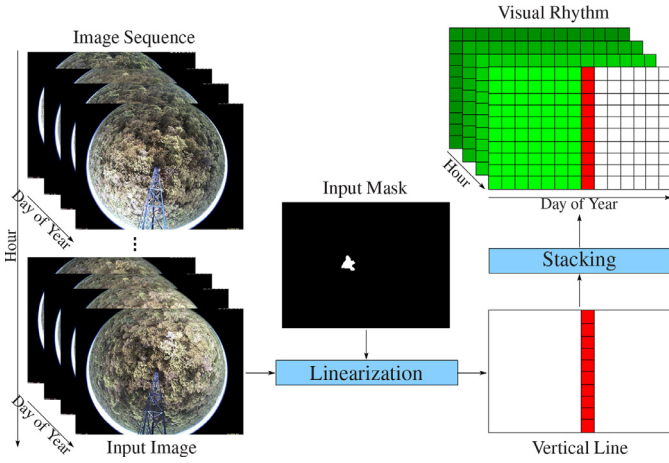 Image Sequence
Visual Rhythm
Hour
Day of Year
Day of Year
Input Image
Input Mask
Linearization
Hour
Day of Year
Stacking
Vertical Line